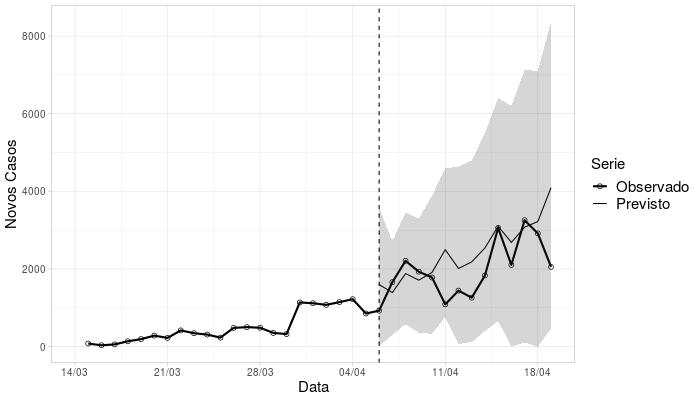 8000
6000
4000
2000
0
Novos Casos
14/03
21/03
28/03
04/04
11/04
18/04
Data
Serie
Observado
Previsto